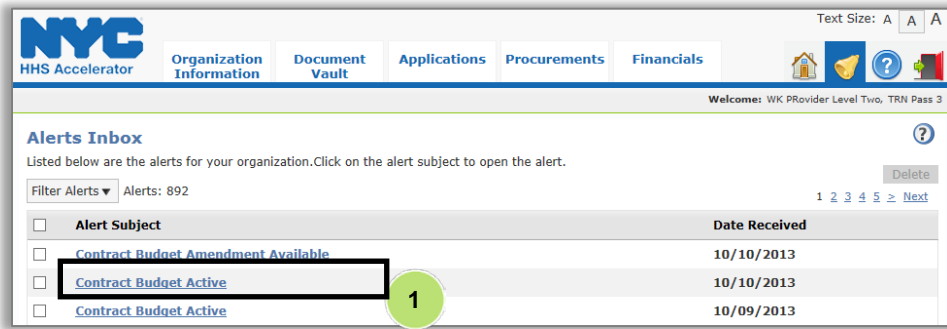 Text Size: A A A
NYC
HHS Accelerator
Organization Information
Document Vault
Applications
Procurements
Financials
Welcome: WK PRovider Level Two, TRN Pass 3
Alerts Inbox
Listed below are the alerts for your organization.Click on the alert subject to open the alert.
Delete
Filter Alerts ▼ Alerts: 892
1 2 3 4 5 > Next
Alert Subject Date Received
Contract Budget Amendment Available 10/10/2013
Contract Budget Active 10/10/2013
1
Contract Budget Active 10/09/2013